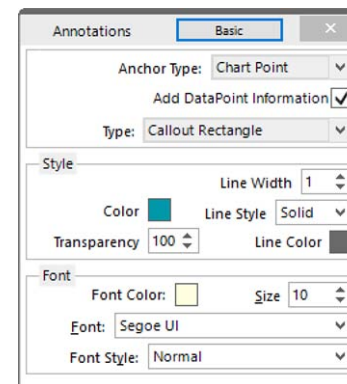 Annotations Basic
Anchor Type: Chart Point
Add DataPoint Information
Type: Callout Rectangle
Style
Line Width 1
Color Line Style Solid
Transparency 100 Line Color
Font
Font Color: Size 10
Font: Segoe UI
Font Style: Normal